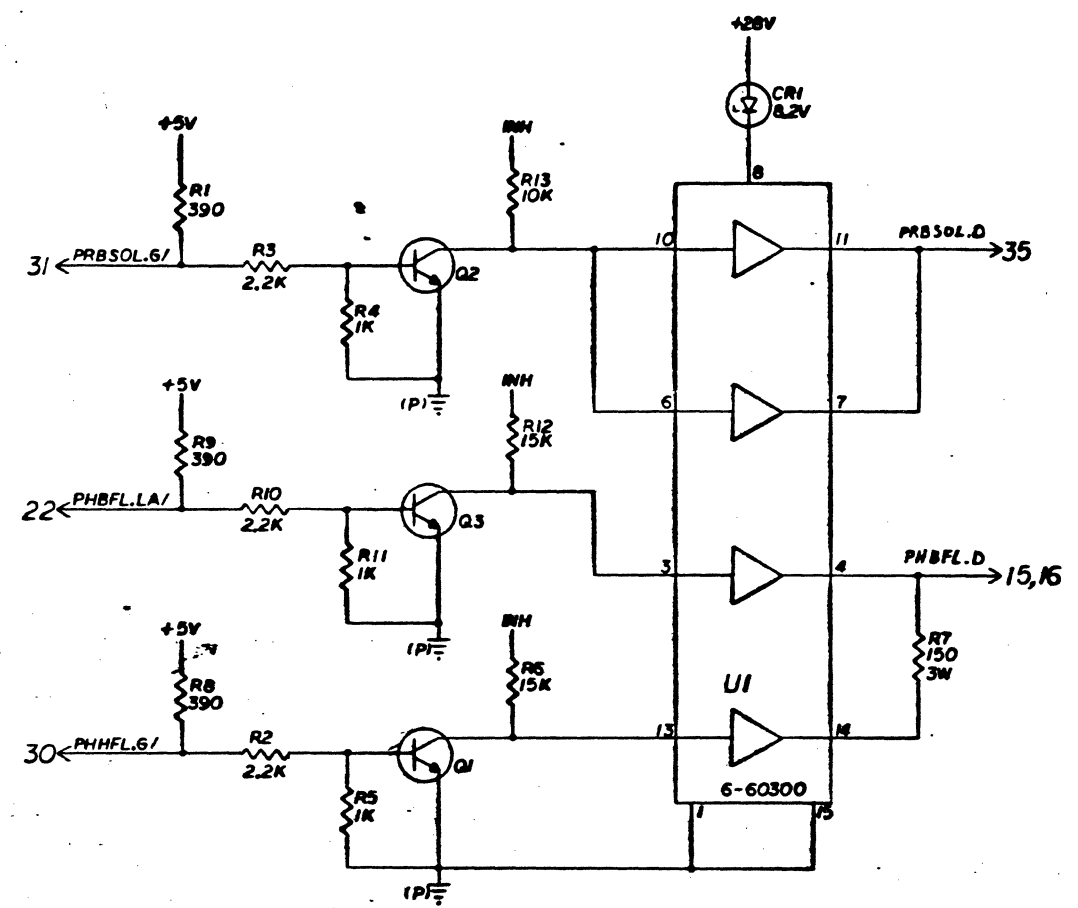 +28V
CR1
8.2V
8
+5V
R1
390
31
PRBSOL.G/
R3
2.2K
R4
1K
Q2
(P)
INH
R13
10K
10
11
PRBSOL.D
35
6
7
+5V
R9
390
22
PHBFL.LA/
R10
2.2K
R11
1K
Q3
(P)
INH
R12
15K
3
4
PHBFL.D
15,16
R7
150
3W
+5V
R8
390
30
PHHFL.G/
R2
2.2K
R5
1K
Q1
(P)
INH
R6
15K
13
14
U1
6-60300
1
15